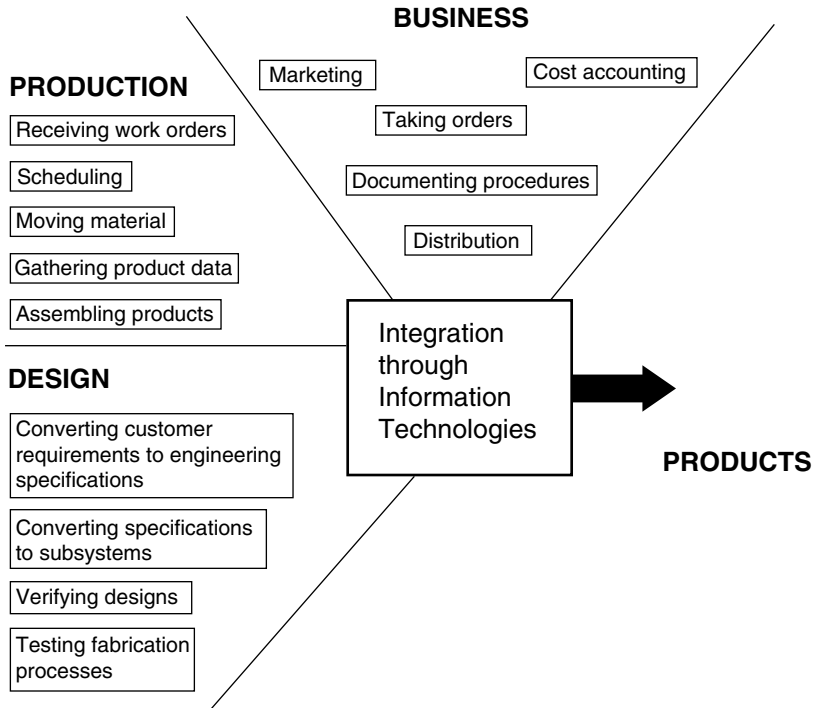 BUSINESS
Marketing
Cost accounting
Taking orders
Documenting procedures
Distribution
PRODUCTION
Receiving work orders
Scheduling
Moving material
Gathering product data
Assembling products
DESIGN
Converting customer
requirements to engineering
specifications
Converting specifications
to subsystems
Verifying designs
Testing fabrication
processes
Integration
through
Information
Technologies
PRODUCTS